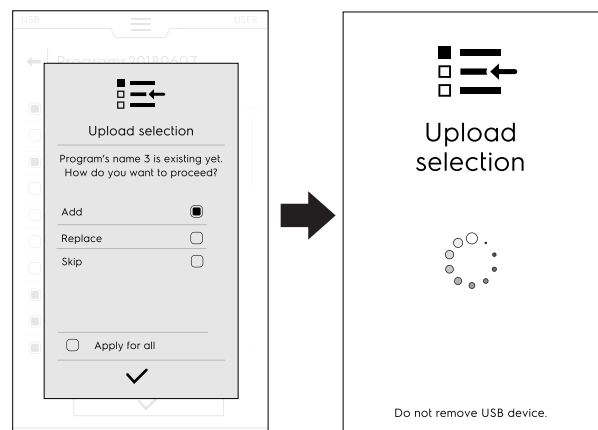 USB
USER
Programs20180607
Upload selection
Program's name 3 is existing yet.
How do you want to proceed?
Add
Replace
Skip
Apply for all
Upload
selection
Do not remove USB device.